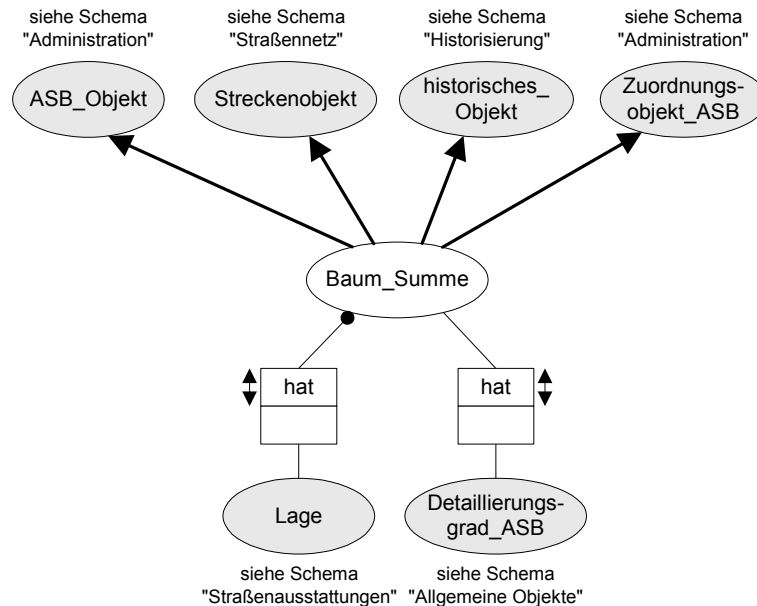 siehe Schema
"Administration"
siehe Schema
"Straßennetz"
siehe Schema
"Historisierung"
siehe Schema
"Administration"
ASB_Objekt
Streckenobjekt
historisches_
Objekt
Zuordnungs-
objekt_ASB
Baum_Summe
hat
hat
Lage
Detaillierungs-
grad_ASB
siehe Schema
"Straßenausstattungen"
siehe Schema
"Allgemeine Objekte"